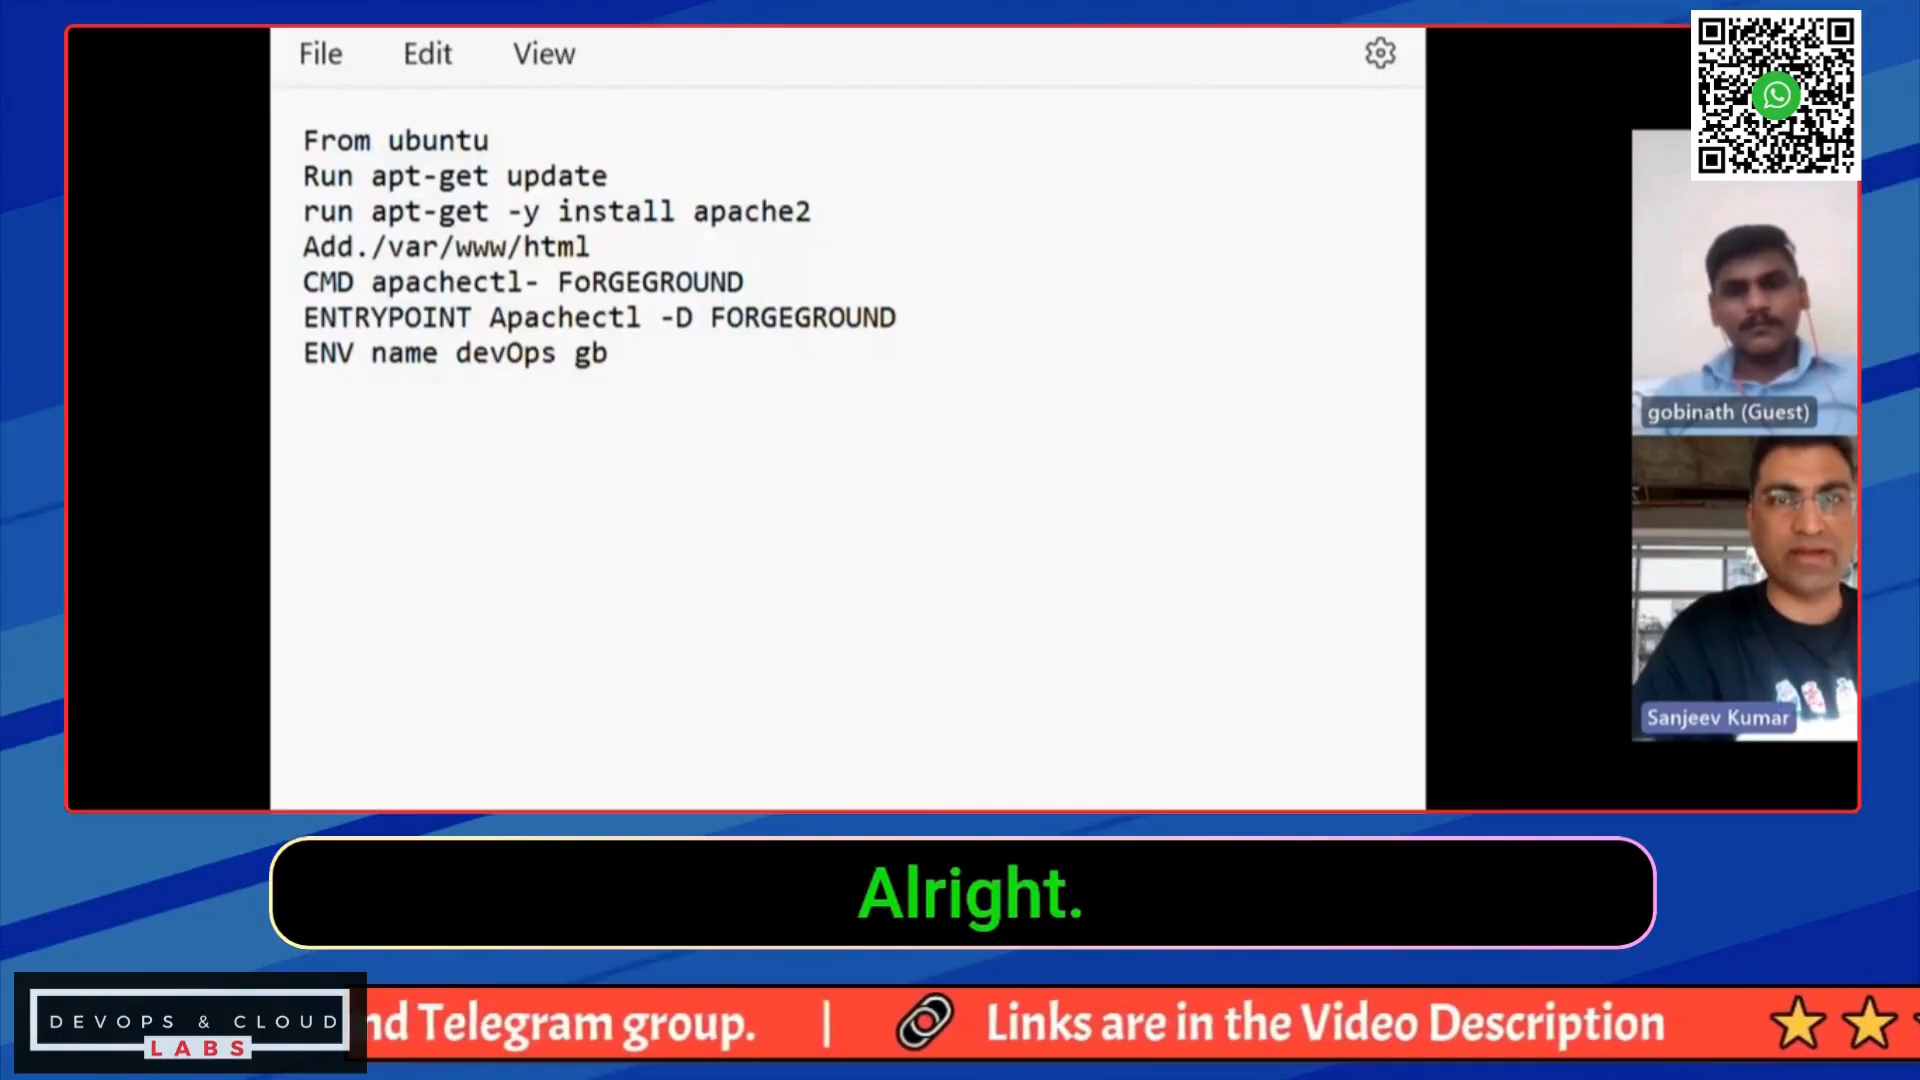 File Edit View
From ubuntu
Run apt-get update
run apt-get -y install apache2
Add./var/www/html
CMD apachectl- FoRGEGROUND
ENTRYPOINT Apachectl -D FORGEGROUND
ENV name devOps gb
gobinath (Guest)
Sanjeev Kumar
Alright.
DEVOPS & CLOUD
LABS
nd Telegram group. | Links are in the Video Description